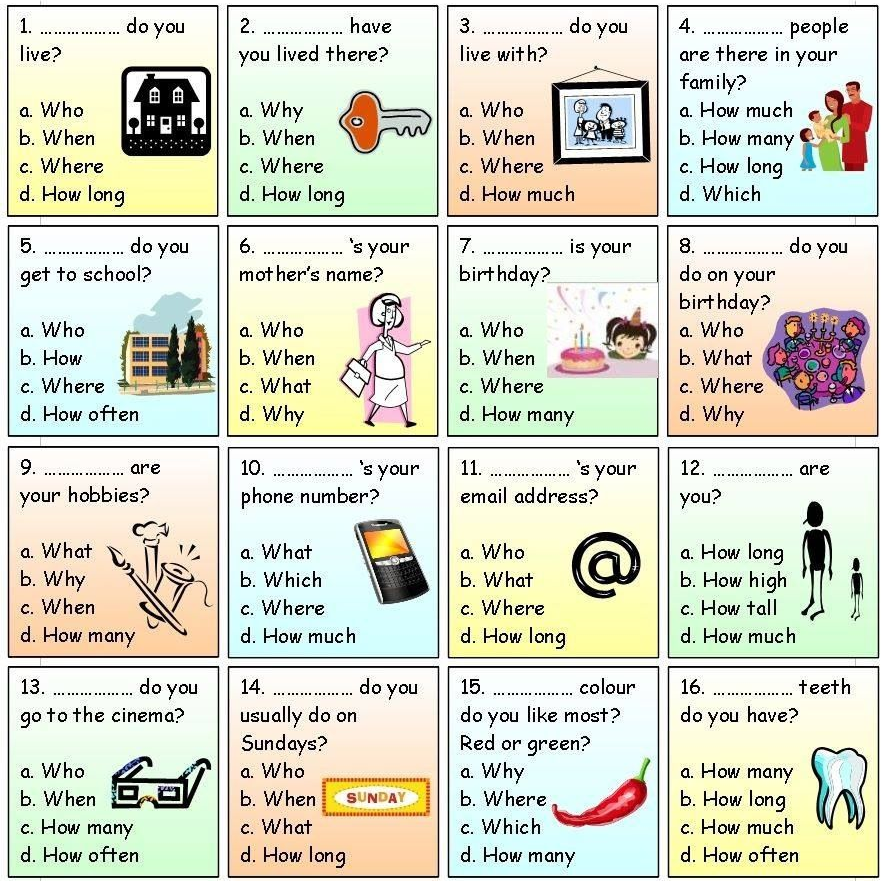 1. ……………… do you
live?
a. Who
b. When
c. Where
d. How long
2. ……………… have
you lived there?
a. Why
b. When
c. Where
d. How long
3. ……………… do you
live with?
a. Who
b. When
c. Where
d. How much
4. ……………… people
are there in your
family?
a. How much
b. How many
c. How long
d. Which
5. ……………… do you
get to school?
a. Who
b. How
c. Where
d. How often
6. ……………… ‘s your
mother’s name?
a. Who
b. When
c. What
d. Why
7. ……………… is your
birthday?
a. Who
b. When
c. Where
d. How many
8. ……………… do you
do on your
birthday?
a. Who
b. What
c. Where
d. Why
9. ……………… are
your hobbies?
a. What
b. Why
c. When
d. How many
10. ……………… ‘s your
phone number?
a. What
b. Which
c. Where
d. How much
11. ……………… ‘s your
email address?
a. Who
b. What
c. Where
d. How long
@
12. ……………… are
you?
a. How long
b. How high
c. How tall
d. How much
13. ……………… do you
go to the cinema?
a. Who
b. When
c. How many
d. How often
14. ……………… do you
usually do on
Sundays?
a. Who
b. When
c. What
d. How long
SUNDAY
15. ……………… colour
do you like most?
Red or green?
a. Why
b. Where
c. Which
d. How many
16. ……………… teeth
do you have?
a. How many
b. How long
c. How much
d. How often